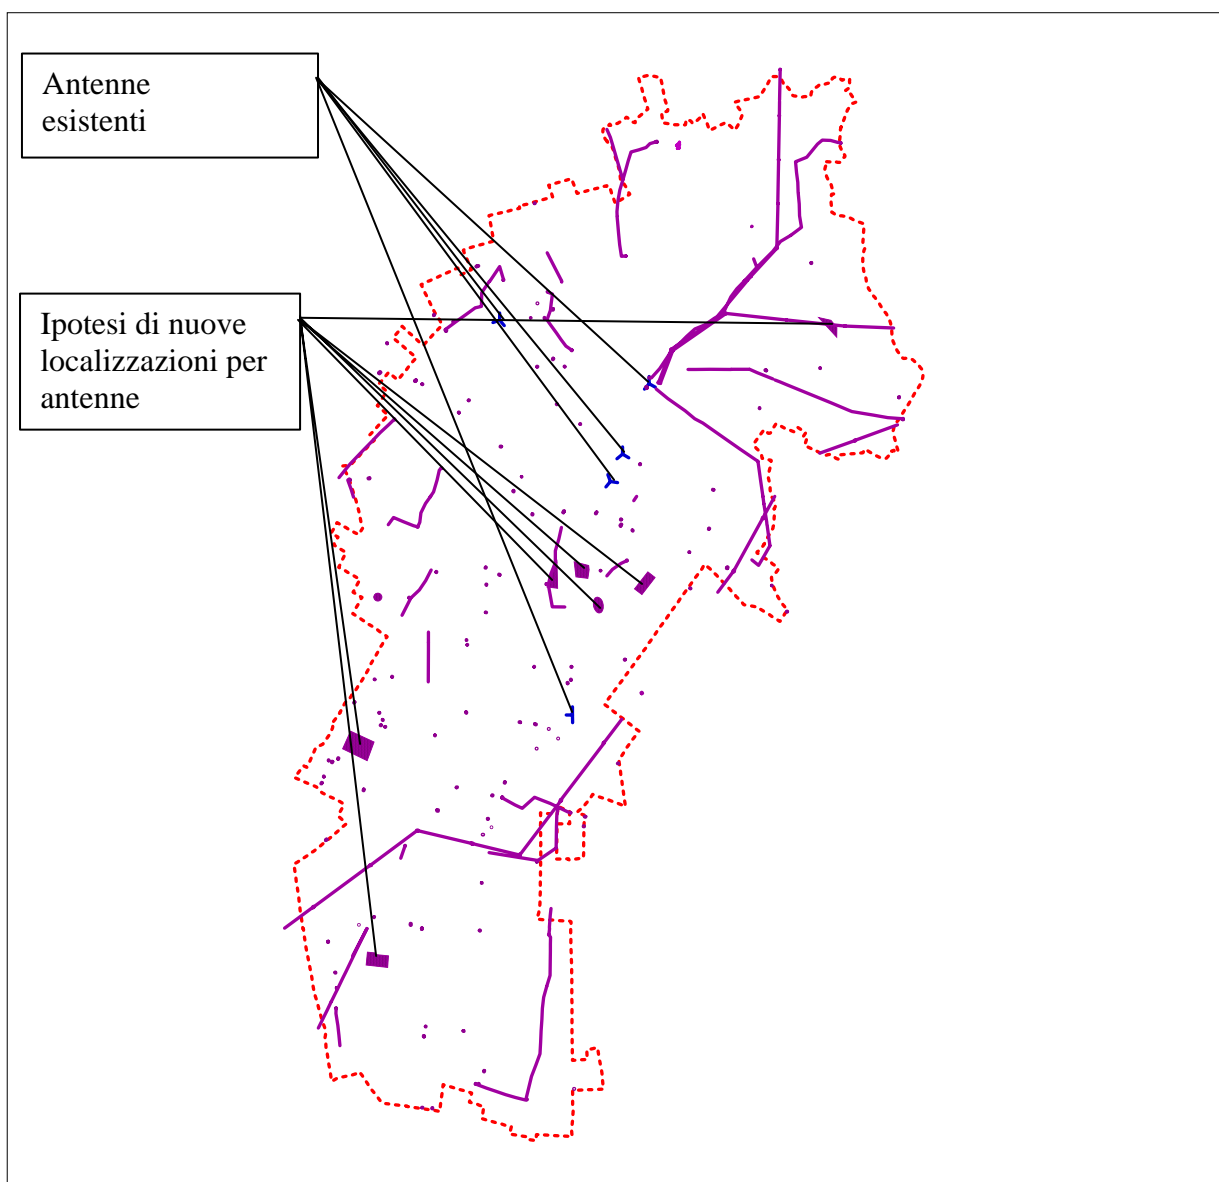 Antenne
esistenti
Ipotesi di nuove
localizzazioni per
antenne